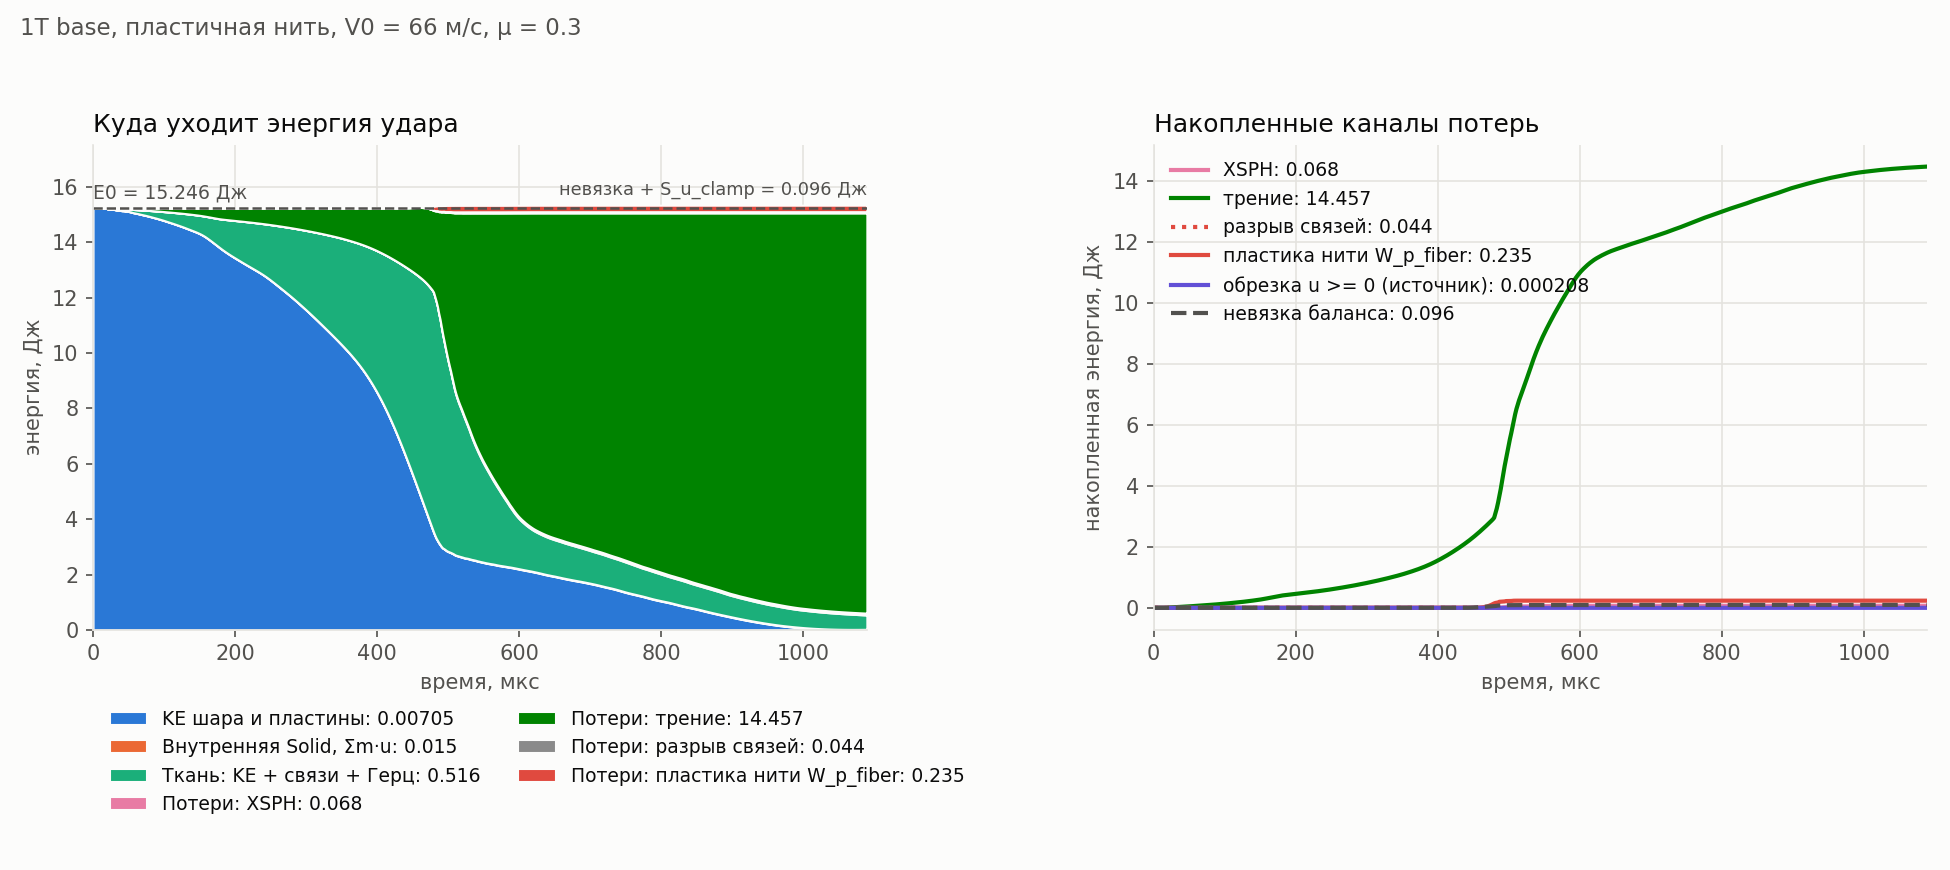 1T base, пластичная нить, V0 = 66 м/с, μ = 0.3
Куда уходит энергия удара
E0 = 15.246 Дж
невязка + S_u_clamp = 0.096 Дж
16
14
12
10
8
6
4
2
0
энергия, Дж
0 200 400 600 800 1000
время, мкс
KE шара и пластины: 0.00705
Внутренняя Solid, Σm·u: 0.015
Ткань: KE + связи + Герц: 0.516
Потери: XSPH: 0.068
Потери: трение: 14.457
Потери: разрыв связей: 0.044
Потери: пластика нити W_p_fiber: 0.235
Накопленные каналы потерь
XSPH: 0.068
трение: 14.457
разрыв связей: 0.044
пластика нити W_p_fiber: 0.235
обрезка u >= 0 (источник): 0.000208
невязка баланса: 0.096
14
12
10
8
6
4
2
0
накопленная энергия, Дж
0 200 400 600 800 1000
время, мкс